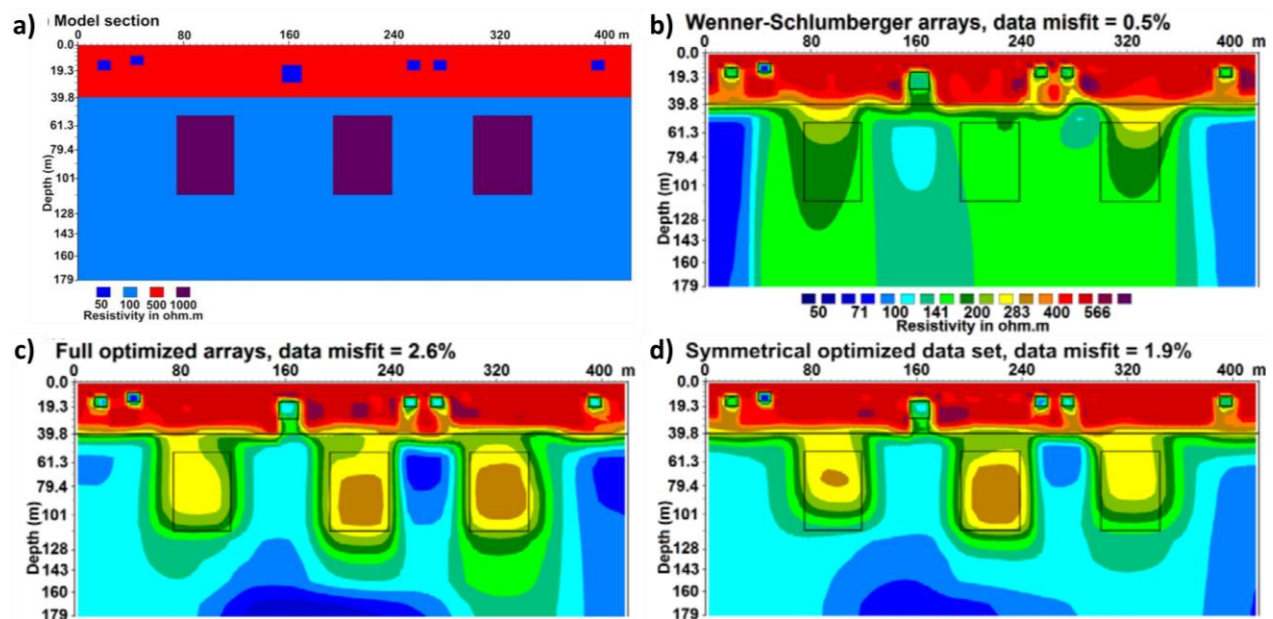 a) Model section
0 80 160 240 320 400 m
0.0
19.3
39.8
61.3
79.4
101
128
143
160
179
Depth (m)
50 100 500 1000
Resistivity in ohm.m
b) Wenner-Schlumberger arrays, data misfit = 0.5%
0 80 160 240 320 400 m
0.0
19.3
39.8
61.3
79.4
101
128
143
160
179
Depth (m)
50 71 100 141 200 283 400 566
Resistivity in ohm.m
c) Full optimized arrays, data misfit = 2.6%
0 80 160 240 320 400 m
0.0
19.3
39.8
61.3
79.4
101
128
143
160
179
Depth (m)
d) Symmetrical optimized data set, data misfit = 1.9%
0 80 160 240 320 400 m
0.0
19.3
39.8
61.3
79.4
101
128
143
160
179
Depth (m)